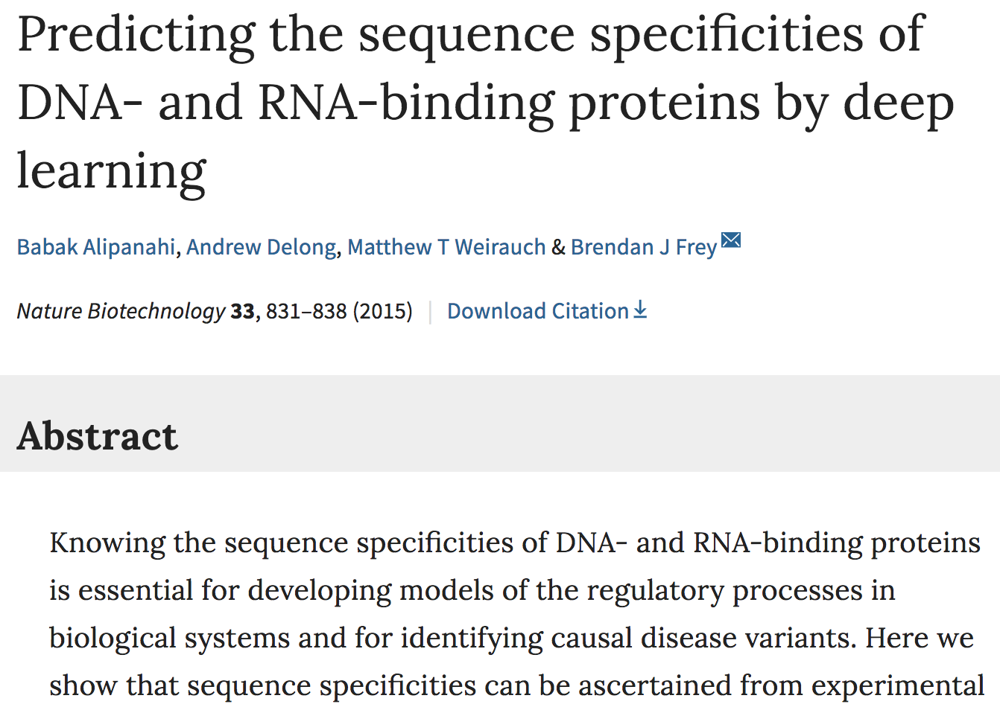 Predicting the sequence specificities of
DNA- and RNA-binding proteins by deep
learning
Babak Alipanahi, Andrew Delong, Matthew T Weirauch & Brendan J Frey
Nature Biotechnology 33, 831–838 (2015) | Download Citation
Abstract
Knowing the sequence specificities of DNA- and RNA-binding proteins
is essential for developing models of the regulatory processes in
biological systems and for identifying causal disease variants. Here we
show that sequence specificities can be ascertained from experimental